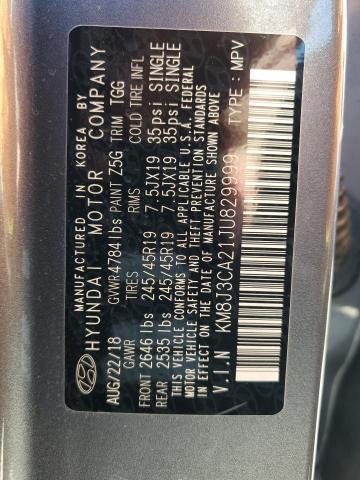 MANUFACTURED IN KOREA BY
HYUNDAI MOTOR COMPANY
AUG/22/18 GVWR 4784 lbs PAINT Z5G TRIM TGG
GAWR TIRES RIMS COLD TIRE INFL
FRONT 2646 lbs 245/45R19 7.5JX19 35psi SINGLE
REAR 2535 lbs 245/45R19 7.5JX19 35psi SINGLE
THIS VEHICLE CONFORMS TO ALL APPLICABLE U.S.A. FEDERAL
MOTOR VEHICLE SAFETY, AND THEFT PREVENTION STANDARDS
IN EFFECT ON THE DATE OF MANUFACTURE SHOWN ABOVE.
V.I.N KM8J3CA21JU829999 TYPE : MPV